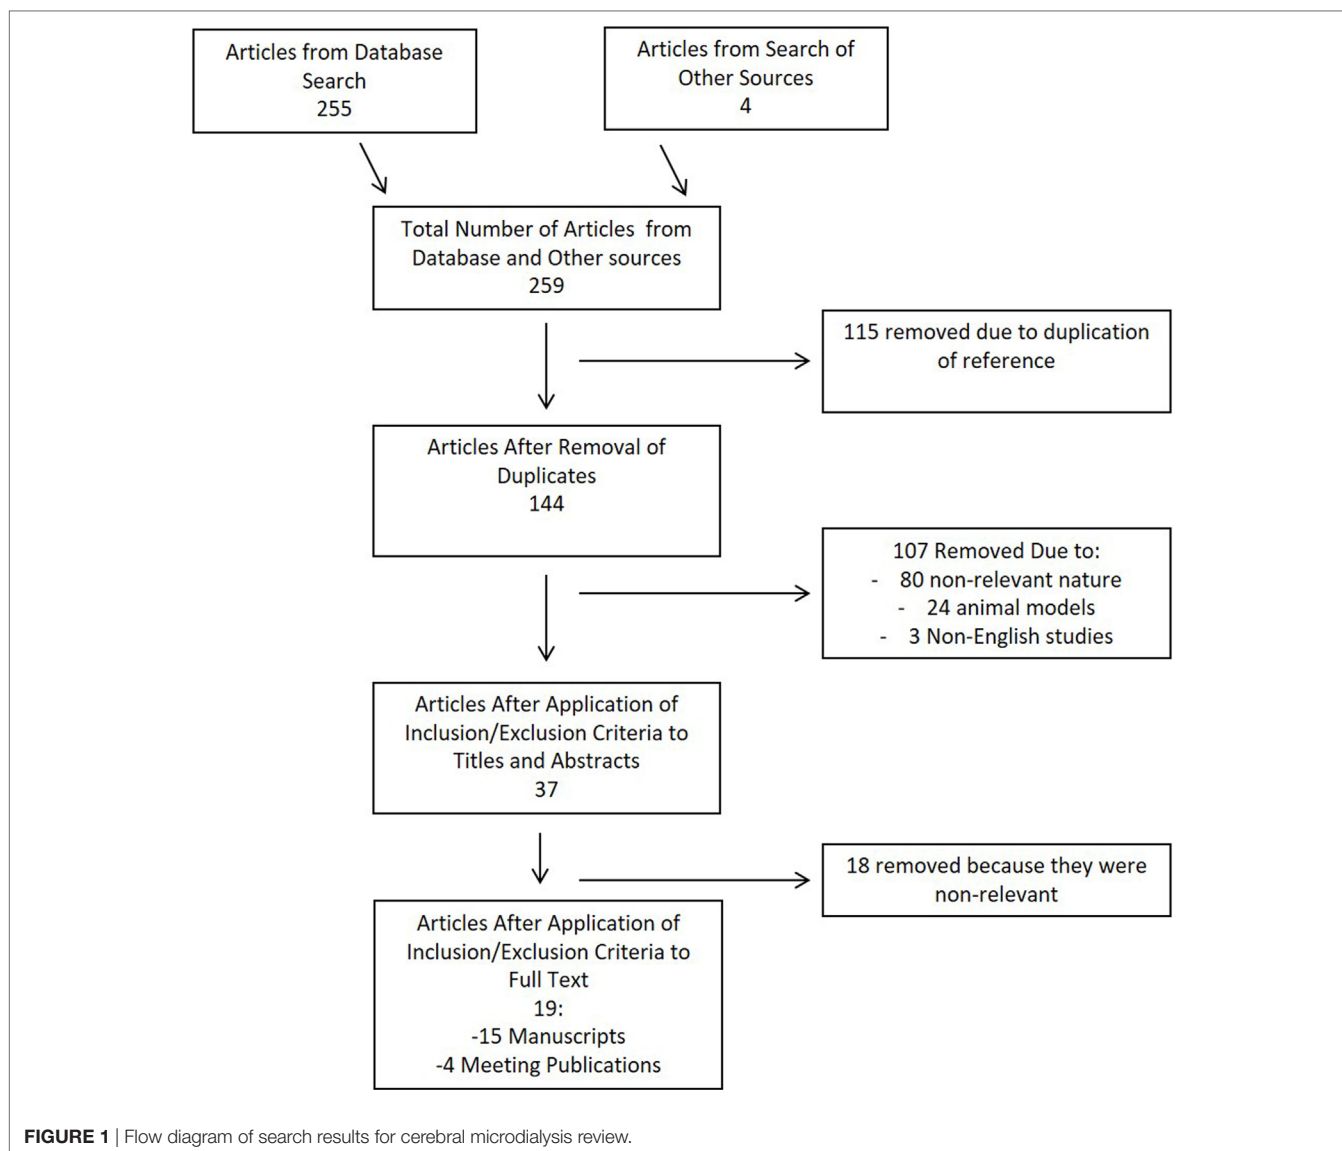 Articles from Database
Search
255
Articles from Search of
Other Sources
4
Total Number of Articles from
Database and Other sources
259
115 removed due to duplication
of reference
Articles After Removal of
Duplicates
144
107 Removed Due to:
- 80 non-relevant nature
- 24 animal models
- 3 Non-English studies
Articles After Application of
Inclusion/Exclusion Criteria to
Titles and Abstracts
37
18 removed because they were
non-relevant
Articles After Application of
Inclusion/Exclusion Criteria to
Full Text
19:
-15 Manuscripts
-4 Meeting Publications
FIGURE 1 | Flow diagram of search results for cerebral microdialysis review.